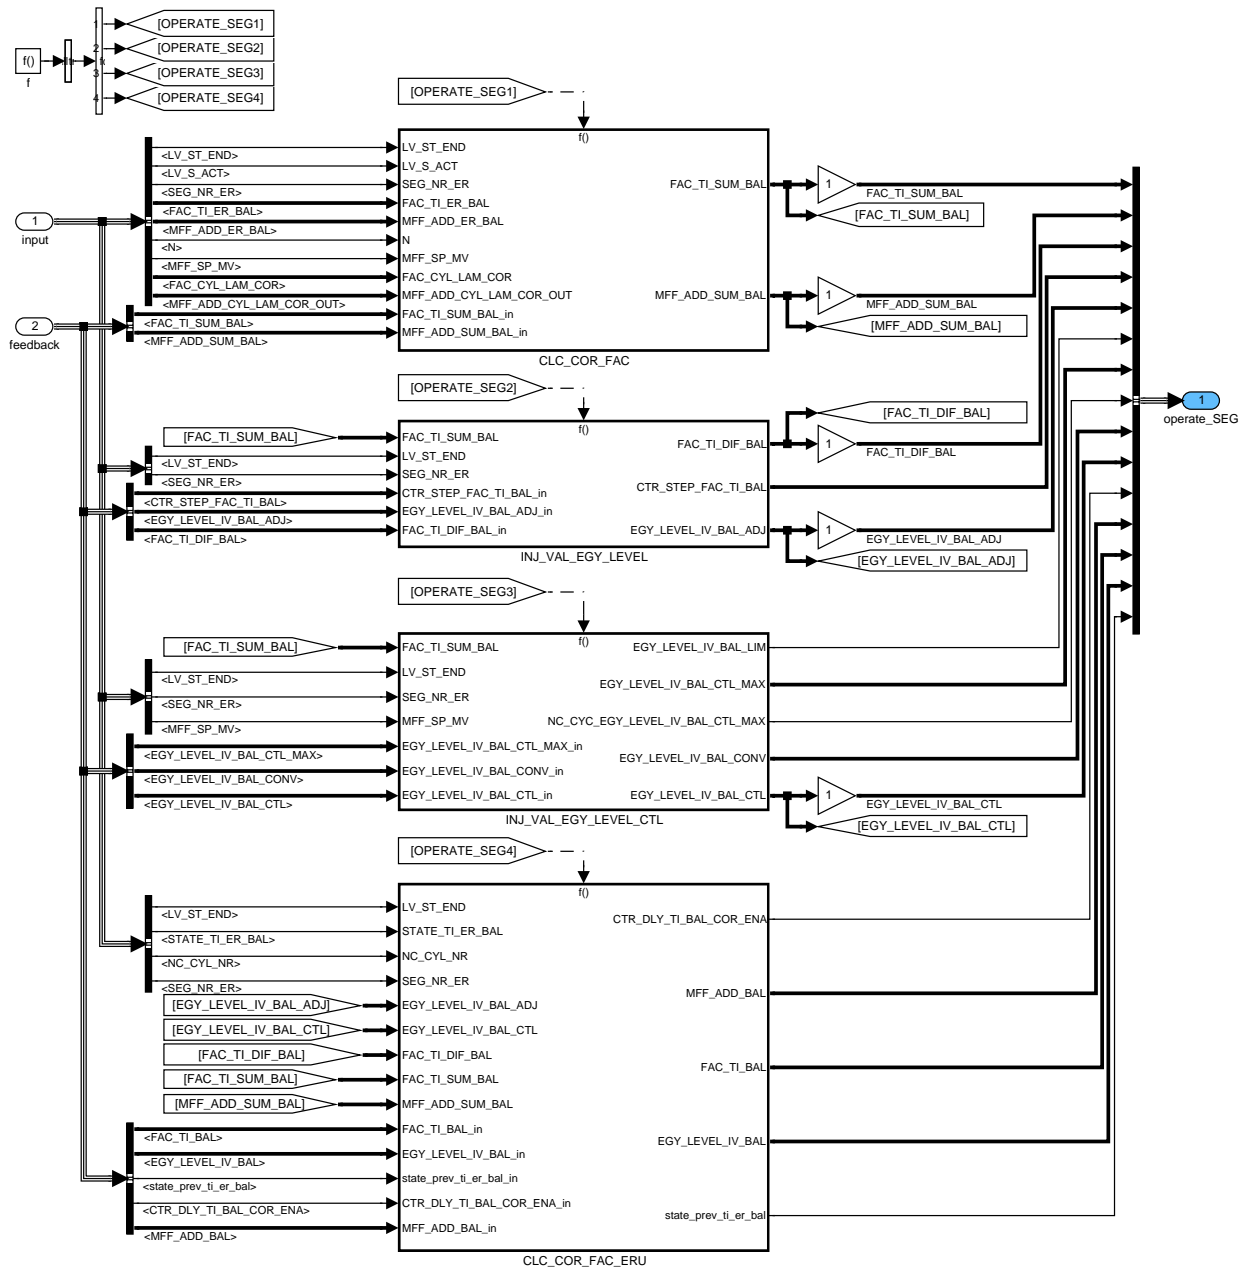 1
[OPERATE_SEG1]
2
[OPERATE_SEG2]
f()
3
[OPERATE_SEG3]
f
4
[OPERATE_SEG4]
[OPERATE_SEG1]
f()
<LV_ST_END>
LV_ST_END
<LV_S_ACT>
LV_S_ACT
<SEG_NR_ER>
SEG_NR_ER
<FAC_TI_ER_BAL>
FAC_TI_ER_BAL
<MFF_ADD_ER_BAL>
MFF_ADD_ER_BAL
<N>
N
<MFF_SP_MV>
MFF_SP_MV
<FAC_CYL_LAM_COR>
FAC_CYL_LAM_COR
<MFF_ADD_CYL_LAM_COR_OUT>
MFF_ADD_CYL_LAM_COR_OUT
<FAC_TI_SUM_BAL>
FAC_TI_SUM_BAL_in
<MFF_ADD_SUM_BAL>
MFF_ADD_SUM_BAL_in
1
input
2
feedback
FAC_TI_SUM_BAL
1
FAC_TI_SUM_BAL
[FAC_TI_SUM_BAL]
MFF_ADD_SUM_BAL
1
MFF_ADD_SUM_BAL
[MFF_ADD_SUM_BAL]
CLC_COR_FAC
[OPERATE_SEG2]
f()
[FAC_TI_SUM_BAL]
FAC_TI_SUM_BAL
<LV_ST_END>
LV_ST_END
<SEG_NR_ER>
SEG_NR_ER
<CTR_STEP_FAC_TI_BAL>
CTR_STEP_FAC_TI_BAL_in
<EGY_LEVEL_IV_BAL_ADJ>
EGY_LEVEL_IV_BAL_ADJ_in
<FAC_TI_DIF_BAL>
FAC_TI_DIF_BAL_in
[FAC_TI_DIF_BAL]
FAC_TI_DIF_BAL
1
FAC_TI_DIF_BAL
CTR_STEP_FAC_TI_BAL
EGY_LEVEL_IV_BAL_ADJ
1
EGY_LEVEL_IV_BAL_ADJ
[EGY_LEVEL_IV_BAL_ADJ]
INJ_VAL_EGY_LEVEL
1
operate_SEG
[OPERATE_SEG3]
f()
[FAC_TI_SUM_BAL]
FAC_TI_SUM_BAL
<LV_ST_END>
LV_ST_END
<SEG_NR_ER>
SEG_NR_ER
<MFF_SP_MV>
MFF_SP_MV
<EGY_LEVEL_IV_BAL_CTL_MAX>
EGY_LEVEL_IV_BAL_CTL_MAX_in
<EGY_LEVEL_IV_BAL_CONV>
EGY_LEVEL_IV_BAL_CONV_in
<EGY_LEVEL_IV_BAL_CTL>
EGY_LEVEL_IV_BAL_CTL_in
EGY_LEVEL_IV_BAL_LIM
EGY_LEVEL_IV_BAL_CTL_MAX
NC_CYC_EGY_LEVEL_IV_BAL_CTL_MAX
EGY_LEVEL_IV_BAL_CONV
EGY_LEVEL_IV_BAL_CTL
1
EGY_LEVEL_IV_BAL_CTL
[EGY_LEVEL_IV_BAL_CTL]
INJ_VAL_EGY_LEVEL_CTL
[OPERATE_SEG4]
f()
<LV_ST_END>
LV_ST_END
<STATE_TI_ER_BAL>
STATE_TI_ER_BAL
<NC_CYL_NR>
NC_CYL_NR
<SEG_NR_ER>
SEG_NR_ER
[EGY_LEVEL_IV_BAL_ADJ]
EGY_LEVEL_IV_BAL_ADJ
[EGY_LEVEL_IV_BAL_CTL]
EGY_LEVEL_IV_BAL_CTL
[FAC_TI_DIF_BAL]
FAC_TI_DIF_BAL
[FAC_TI_SUM_BAL]
FAC_TI_SUM_BAL
[MFF_ADD_SUM_BAL]
MFF_ADD_SUM_BAL
<FAC_TI_BAL>
FAC_TI_BAL_in
<EGY_LEVEL_IV_BAL>
EGY_LEVEL_IV_BAL_in
<state_prev_ti_er_bal>
state_prev_ti_er_bal_in
<CTR_DLY_TI_BAL_COR_ENA>
CTR_DLY_TI_BAL_COR_ENA_in
<MFF_ADD_BAL>
MFF_ADD_BAL_in
CTR_DLY_TI_BAL_COR_ENA
MFF_ADD_BAL
FAC_TI_BAL
EGY_LEVEL_IV_BAL
state_prev_ti_er_bal
CLC_COR_FAC_ERU